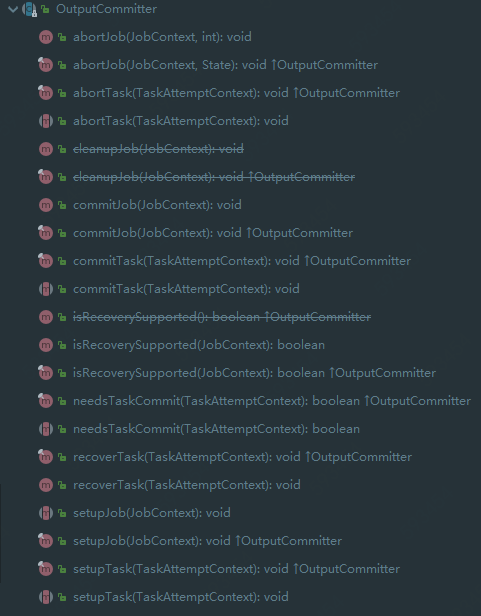 OutputCommitter
abortJob(JobContext, int): void
abortJob(JobContext, State): void ↑OutputCommitter
abortTask(TaskAttemptContext): void ↑OutputCommitter
abortTask(TaskAttemptContext): void
cleanupJob(JobContext): void
cleanupJob(JobContext): void ↑OutputCommitter
commitJob(JobContext): void
commitJob(JobContext): void ↑OutputCommitter
commitTask(TaskAttemptContext): void ↑OutputCommitter
commitTask(TaskAttemptContext): void
isRecoverySupported(): boolean ↑OutputCommitter
isRecoverySupported(JobContext): boolean
isRecoverySupported(JobContext): boolean ↑OutputCommitter
needsTaskCommit(TaskAttemptContext): boolean ↑OutputCommitter
needsTaskCommit(TaskAttemptContext): boolean
recoverTask(TaskAttemptContext): void ↑OutputCommitter
recoverTask(TaskAttemptContext): void
setupJob(JobContext): void
setupJob(JobContext): void ↑OutputCommitter
setupTask(TaskAttemptContext): void ↑OutputCommitter
setupTask(TaskAttemptContext): void